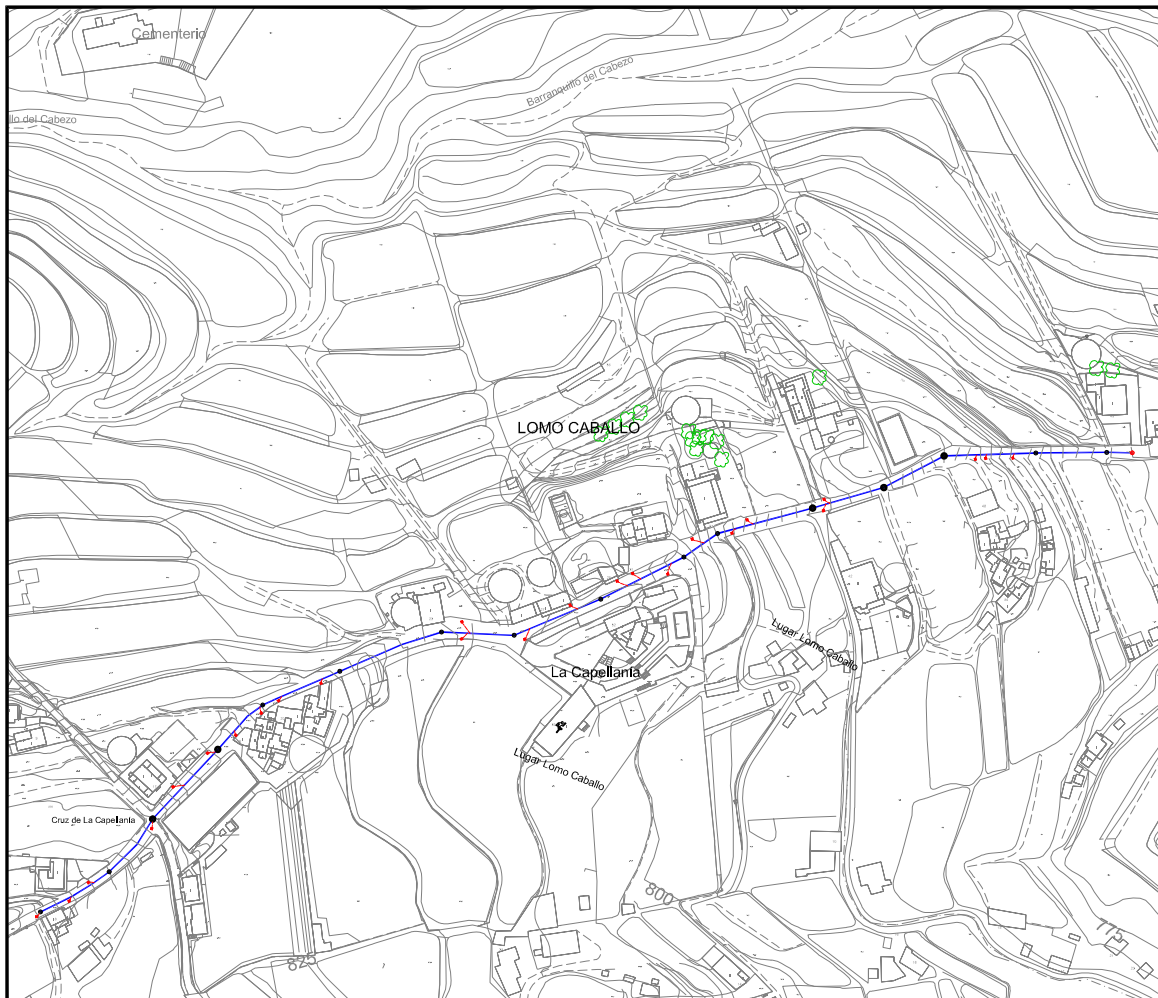 Cementerio
Barranquillo del Cabezo
llo del Cabezo
LOMO CABALLO
Lugar Lomo Caballo
La Capellanía
Lugar Lomo Caballo
Cruz de La Capellanía
800
775
825